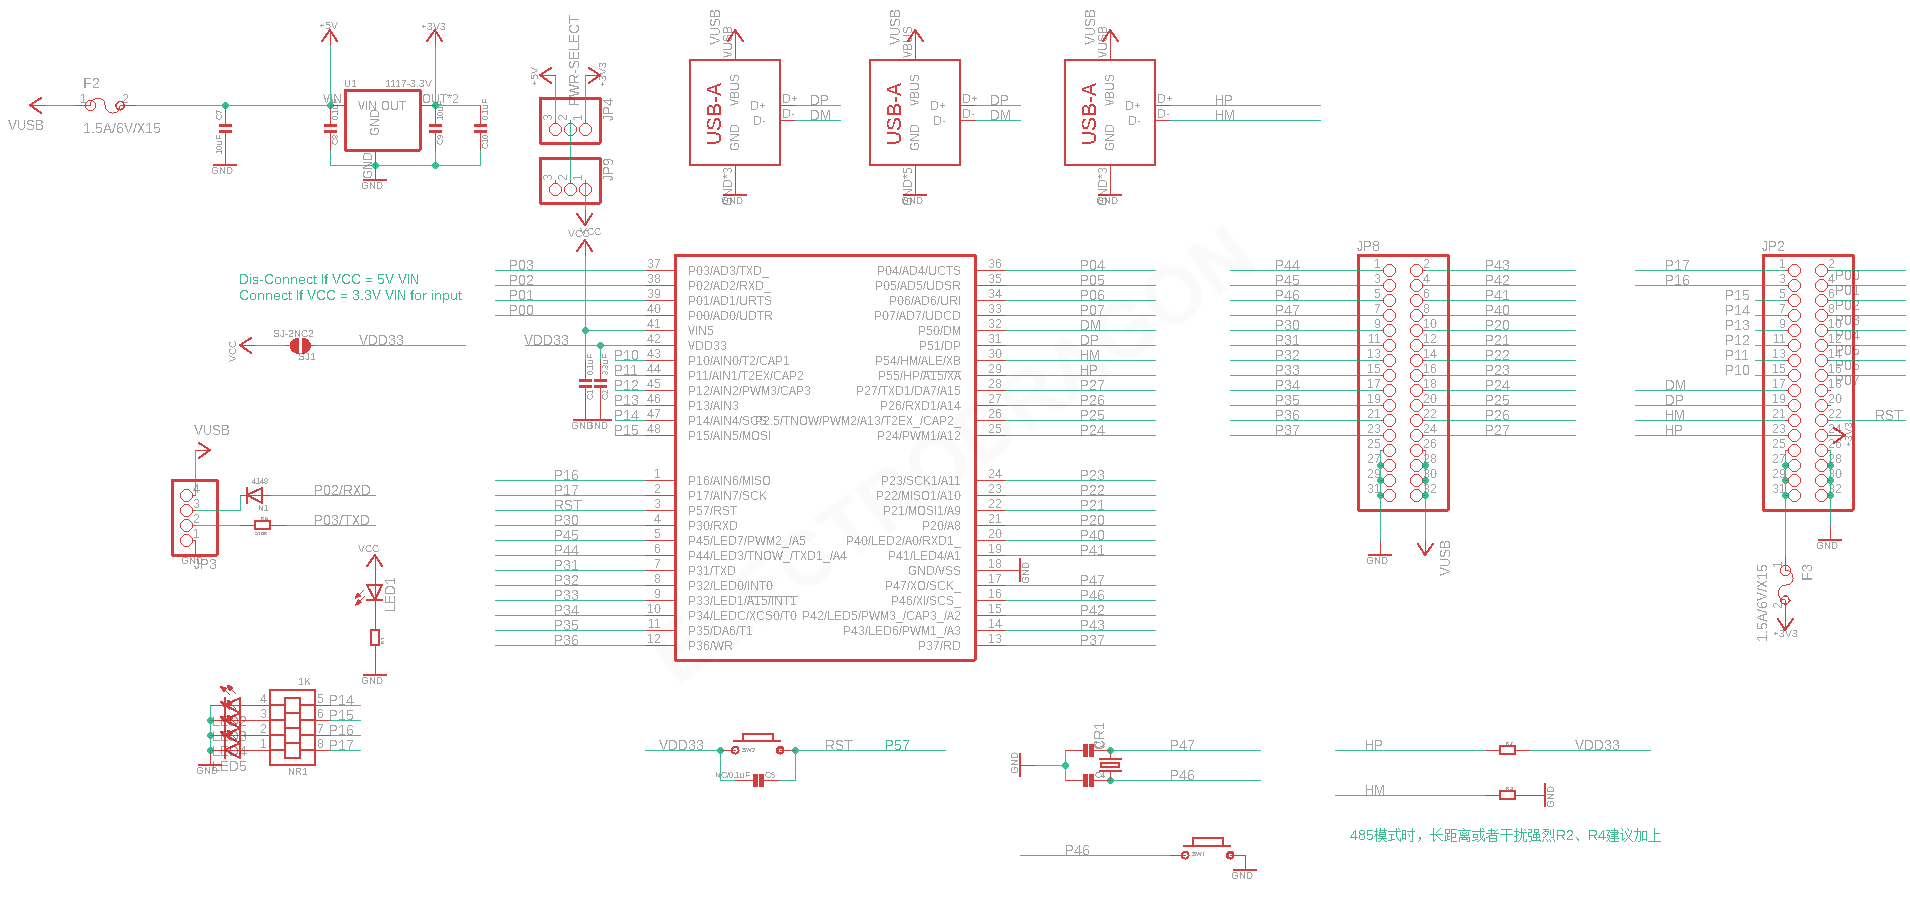 +5V
+3V3
F2
1
2
VUSB
1.5A/6V/X15
C7
10uF
GND
U1
1117-3.3V
VIN
VIN OUT
OUT*2
GND
GND
GND
C8
C9
0.1uF
C10
PWR-SELECT
+5V
+3V3
3
2
1
JP4
3
2
1
JP9
VCC
VCC
VUSB
VUSB
USB-A
VBUS
GND
D+
D-
D+
D-
DP
DM
GND*3
GND
VUSB
VBUS
USB-A
VBUS
GND
D+
D-
D+
D-
DP
DM
GND*5
GND
VUSB
VUSB
USB-A
VBUS
GND
D+
D-
D+
D-
HP
HM
GND*3
GND
Dis-Connect If VCC = 5V VIN
Connect If VCC = 3.3V VIN for input
SJ-2NC2
VCC
SJ1
VDD33
P03 37 P03/AD3/TXD_
P02 38 P02/AD2/RXD_
P01 39 P01/AD1/URTS
P00 40 P00/AD0/UDTR
41 VIN5
VDD33 42 VDD33
P10 43 P10/AIN0/T2/CAP1
P11 44 P11/AIN1/T2EX/CAP2
P12 45 P12/AIN2/PWM3/CAP3
P13 46 P13/AIN3
P14 47 P14/AIN4/SCS
P15 48 P15/AIN5/MOSI
C1
0.1uF
C2
3.3uF
GND
GND
P16 1 P16/AIN6/MISO
P17 2 P17/AIN7/SCK
RST 3 P57/RST
P30 4 P30/RXD
P45 5 P45/LED7/PWM2_/A5
P44 6 P44/LED3/TNOW_/TXD1_/A4
P31 7 P31/TXD
P32 8 P32/LED0/INT0
P33 9 P33/LED1/A15/INT1
P34 10 P34/LEDC/XCS0/T0
P35 11 P35/DA6/T1
P36 12 P36/WR
P04/AD4/UCTS 36 P04
P05/AD5/UDSR 35 P05
P06/AD6/URI 34 P06
P07/AD7/UDCD 33 P07
P50/DM 32 DM
P51/DP 31 DP
P54/HM/ALE/XB 30 HM
P55/HP/A15/XA 29 HP
P27/TXD1/DA7/A15 28 P27
P26/RXD1/A14 27 P26
P2.5/TNOW/PWM2/A13/T2EX_/CAP2_ 26 P25
P24/PWM1/A12 25 P24
P23/SCK1/A11 24 P23
P22/MISO1/A10 23 P22
P21/MOSI1/A9 22 P21
P20/A8 21 P20
P40/LED2/A0/RXD1_ 20 P40
P41/LED4/A1 19 P41
GND/VSS 18 GND
P47/XO/SCK_ 17 P47
P46/XI/SCS_ 16 P46
P42/LED5/PWM3_/CAP3_/A2 15 P42
P43/LED6/PWM1_/A3 14 P43
P37/RD 13 P37
JP8
P44 1 2 P43
P45 3 4 P42
P46 5 6 P41
P47 7 8 P40
P30 9 10 P20
P31 11 12 P21
P32 13 14 P22
P33 15 16 P23
P34 17 18 P24
P35 19 20 P25
P36 21 22 P26
P37 23 24 P27
25 26
27 28
29 30
31 32
GND
VUSB
JP2
P17 1 2 P00
P16 3 4 P01
P15 5 6 P02
P14 7 8 P03
P13 9 10 P04
P12 11 12 P05
P11 13 14 P06
P10 15 16 P07
DM 17 18
DP 19 20
HM 21 22 RST
HP 23 24 +3V3
25 26
27 28
29 30
31 32
GND
1
2
F3
1.5A/6V/X15
+3V3
VUSB
4
3
2
1
GND
JP3
4148
N1
P02/RXD
P03/TXD
VCC
LED1
GND
1K
4 5 P14
3 6 P15
2 7 P16
1 8 P17
LED5
GND
NR1
VDD33
SW2
RST
P57
NC/0.1uF
C5
GND
CR1
C4
P47
P46
HP
VDD33
HM
GND
485模式时，长距离或者干扰强烈R2、R4建议加上
P46
SW1
GND
ELECTRODRAGON